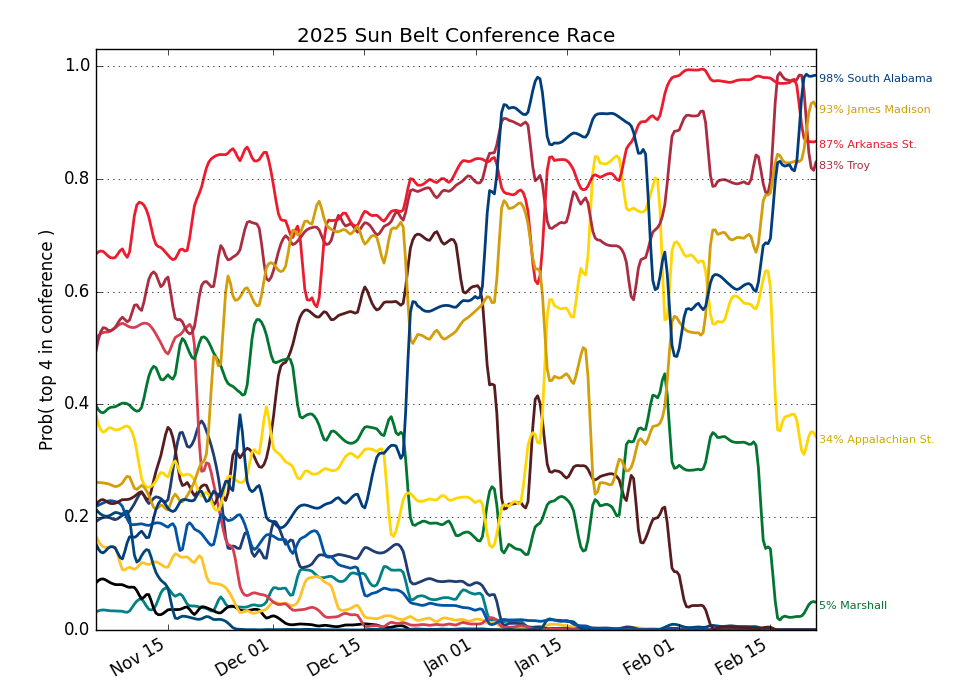 2025 Sun Belt Conference Race
1.0
0.8
0.6
0.4
0.2
0.0
Prob( top 4 in conference )
98% South Alabama
93% James Madison
87% Arkansas St.
83% Troy
34% Appalachian St.
5% Marshall
Nov 15
Dec 01
Dec 15
Jan 01
Jan 15
Feb 01
Feb 15